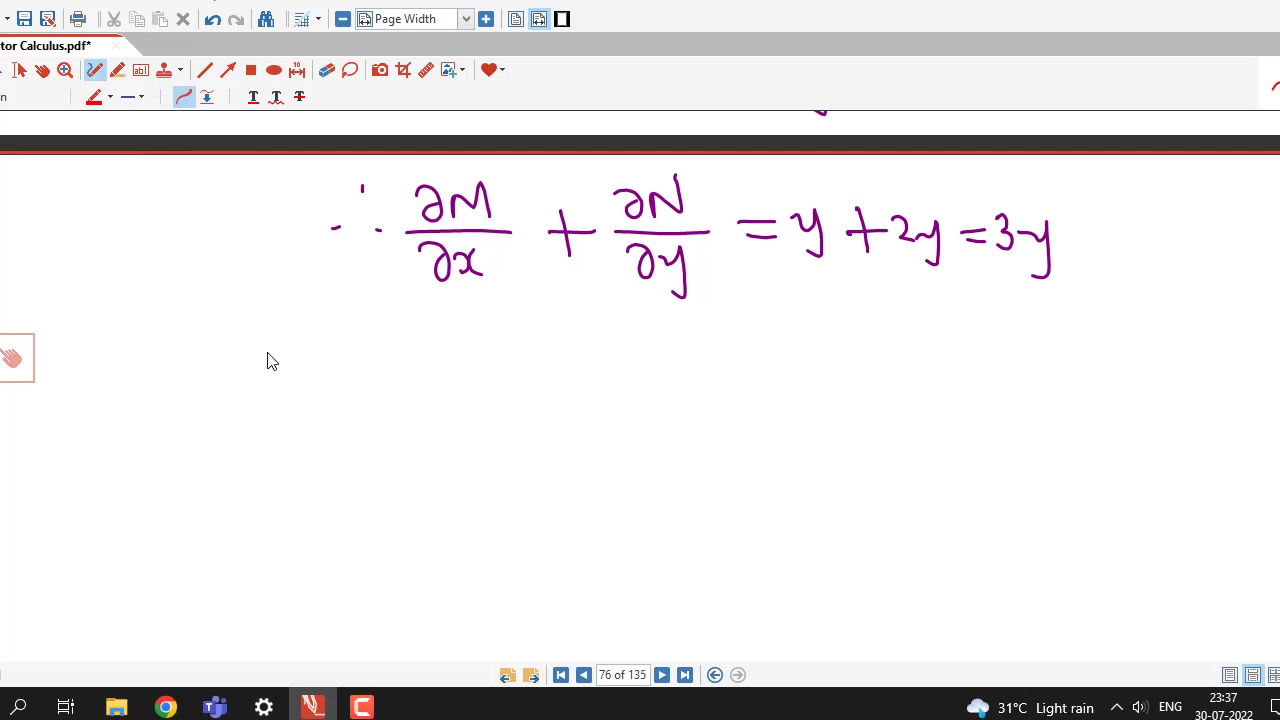 Page Width
tor Calculus.pdf*
10
n
T T T
∴ ∂M/∂x + ∂N/∂y = y + 2y = 3y
76 of 135
31°C Light rain
ENG
23:37
30-07-2022